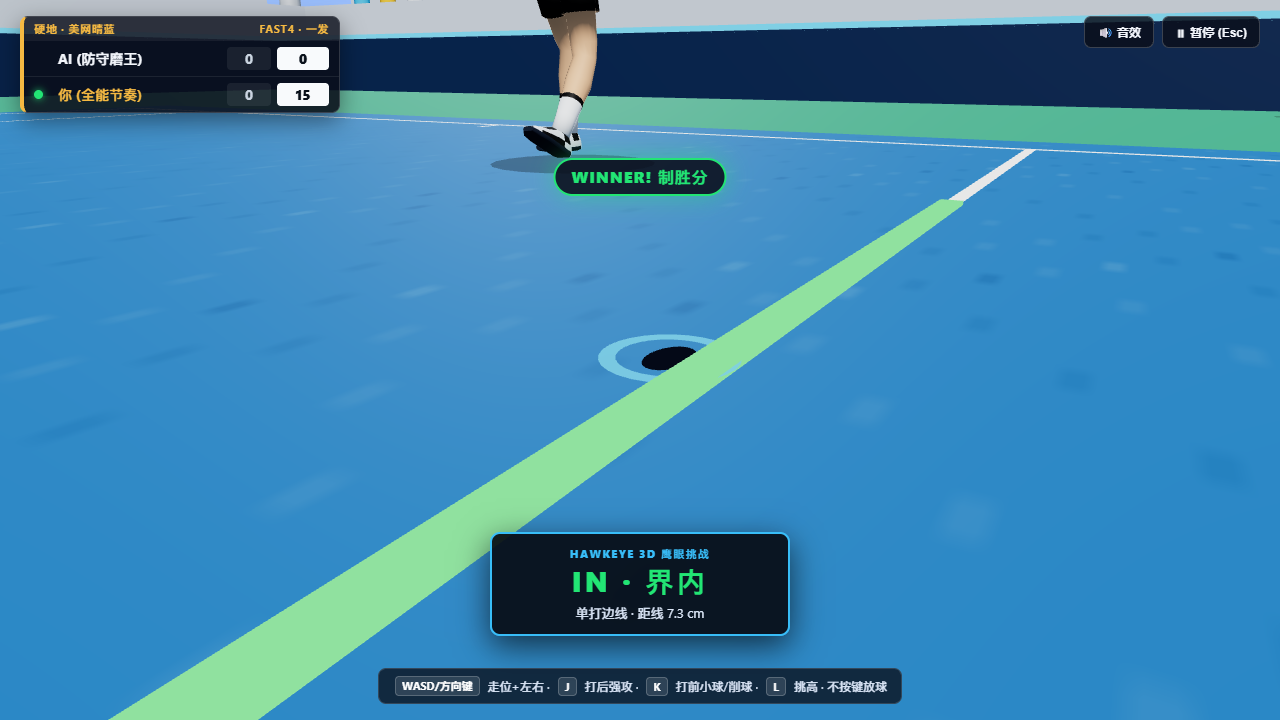 硬地 · 美网晴蓝 FAST4 · 一发
AI (防守磨王) 0 0
你 (全能节奏) 0 15
音效
暂停 (Esc)
WINNER! 制胜分
HAWKEYE 3D 鹰眼挑战
IN · 界内
单打边线 · 距线 7.3 cm
WASD/方向键 走位+左右 · J 打后强攻 · K 打前小球/削球 · L 挑高 · 不按键放球